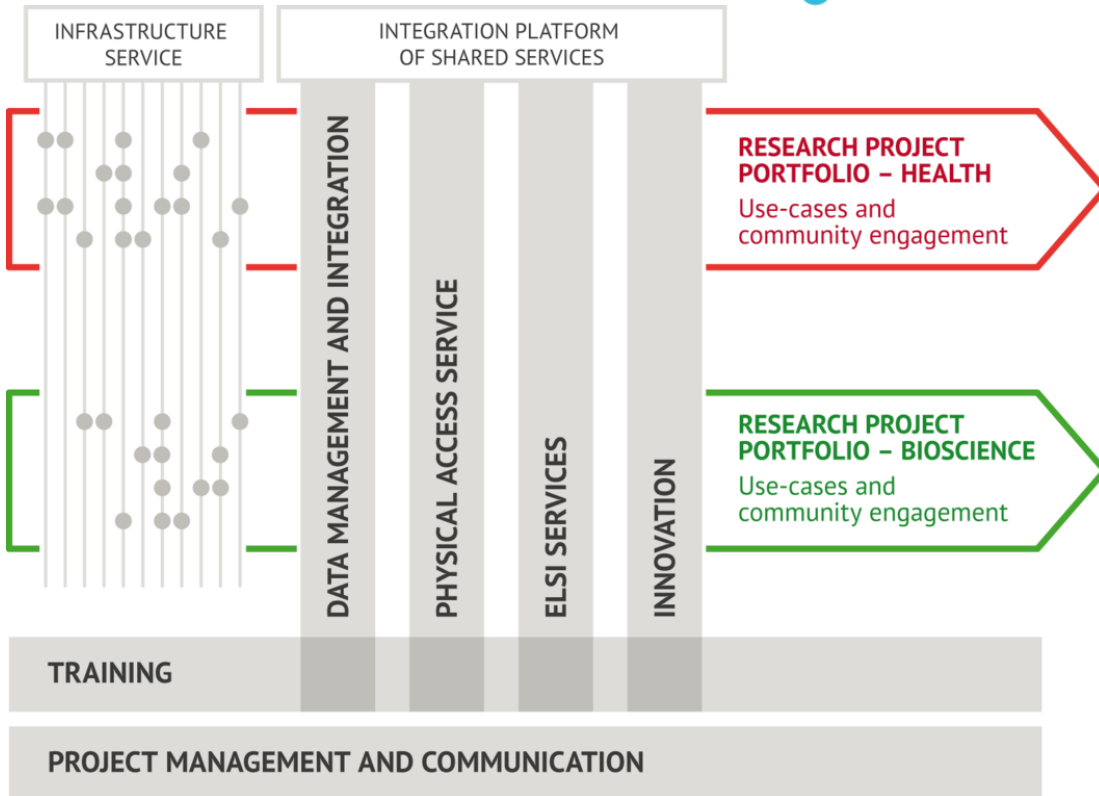 INFRASTRUCTURE
SERVICE
INTEGRATION PLATFORM
OF SHARED SERVICES
DATA MANAGEMENT AND INTEGRATION
PHYSICAL ACCESS SERVICE
ELSI SERVICES
INNOVATION
RESEARCH PROJECT
PORTFOLIO – HEALTH
Use-cases and
community engagement
RESEARCH PROJECT
PORTFOLIO – BIOSCIENCE
Use-cases and
community engagement
TRAINING
PROJECT MANAGEMENT AND COMMUNICATION